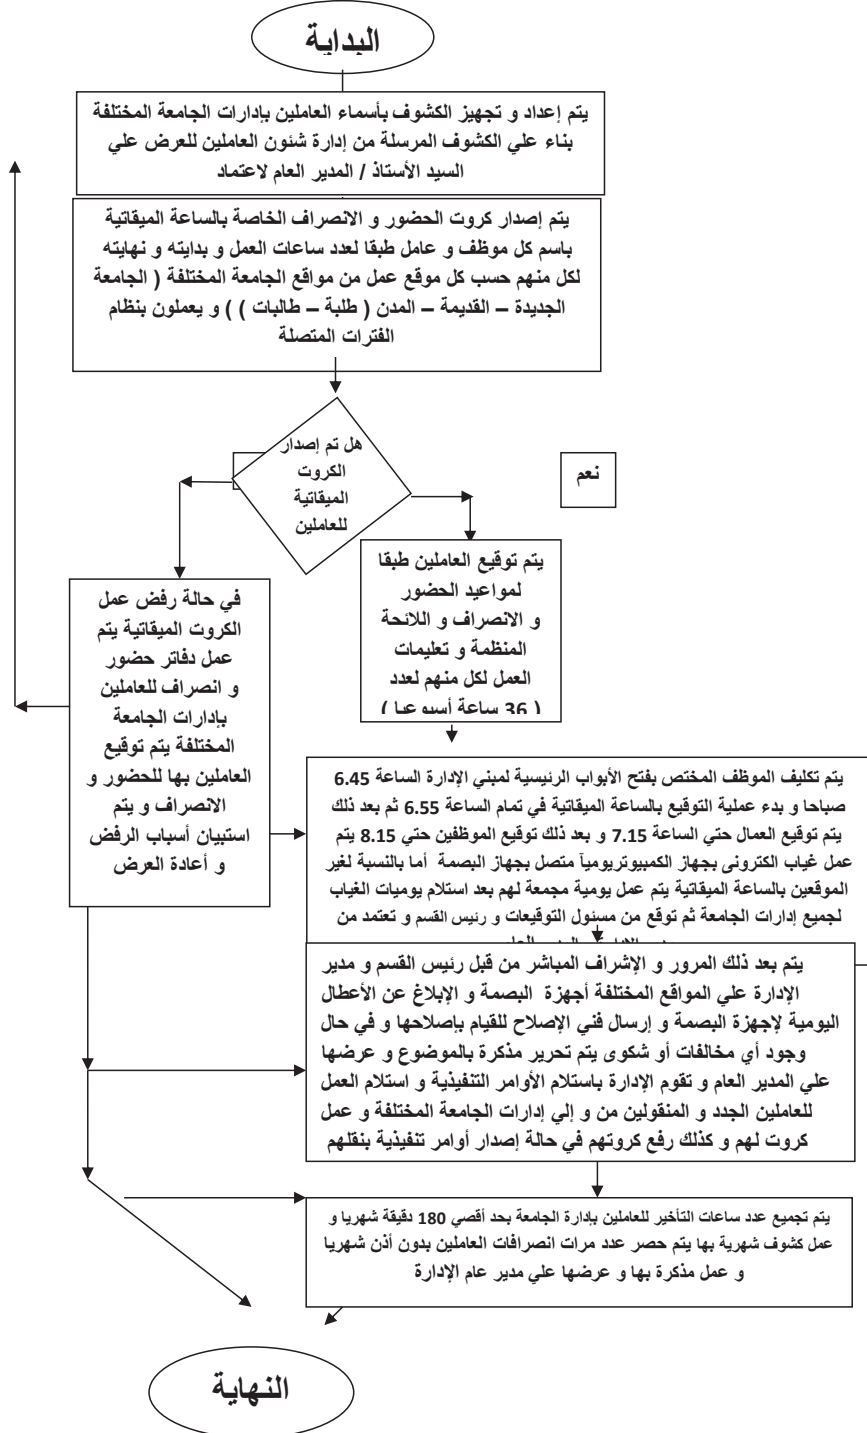 البداية
يتم إعداد و تجهيز الكشوف بأسماء العاملين بإدارات الجامعة المختلفة
بناء علي الكشوف المرسلة من إدارة شئون العاملين للعرض علي
السيد الأستاذ / المدير العام لاعتماد
يتم إصدار كروت الحضور و الانصراف الخاصة بالساعة الميقاتية
باسم كل موظف و عامل طبقا لعدد ساعات العمل و بدايته و نهايته
لكل منهم حسب كل موقع عمل من مواقع الجامعة المختلفة ( الجامعة
الجديدة – القديمة – المدن ( طلبة – طالبات ) ) و يعملون بنظام
الفترات المتصلة
هل تم إصدار
الكروت
الميقاتية
للعاملين
نعم
يتم توقيع العاملين طبقا
لمواعيد الحضور
و الانصراف و اللائحة
المنظمة و تعليمات
العمل لكل منهم لعدد
( 36 ساعة أسبوعيا )
في حالة رفض عمل
الكروت الميقاتية يتم
عمل دفاتر حضور
و انصراف للعاملين
بإدارات الجامعة
المختلفة يتم توقيع
العاملين بها للحضور و
الانصراف و يتم
استبيان أسباب الرفض
و أعادة العرض
يتم تكليف الموظف المختص بفتح الأبواب الرئيسية لمبني الإدارة الساعة 6.45
صباحا و بدء عملية التوقيع بالساعة الميقاتية في تمام الساعة 6.55 ثم بعد ذلك
يتم توقيع العمال حتي الساعة 7.15 و بعد ذلك توقيع الموظفين حتي 8.15 يتم
عمل غياب الكترونى بجهاز الكمبيوتريومياً متصل بجهاز البصمة أما بالنسبة لغير
الموقعين بالساعة الميقاتية يتم عمل يومية مجمعة لهم بعد استلام يوميات الغياب
لجميع إدارات الجامعة ثم توقع من مسئول التوقيعات و رئيس القسم و تعتمد من
يتم بعد ذلك المرور و الإشراف المباشر من قبل رئيس القسم و مدير
الإدارة علي المواقع المختلفة أجهزة البصمة و الإبلاغ عن الأعطال
اليومية لإجهزة البصمة و إرسال فني الإصلاح للقيام بإصلاحها و في حال
وجود أي مخالفات أو شكوى يتم تحرير مذكرة بالموضوع و عرضها
علي المدير العام و تقوم الإدارة باستلام الأوامر التنفيذية و استلام العمل
للعاملين الجدد و المنقولين من و إلي إدارات الجامعة المختلفة و عمل
كروت لهم و كذلك رفع كروتهم في حالة إصدار أوامر تنفيذية بنقلهم
يتم تجميع عدد ساعات التأخير للعاملين بإدارة الجامعة بحد أقصي 180 دقيقة شهريا و
عمل كشوف شهرية بها يتم حصر عدد مرات انصرافات العاملين بدون أذن شهريا
و عمل مذكرة بها و عرضها علي مدير عام الإدارة
النهاية